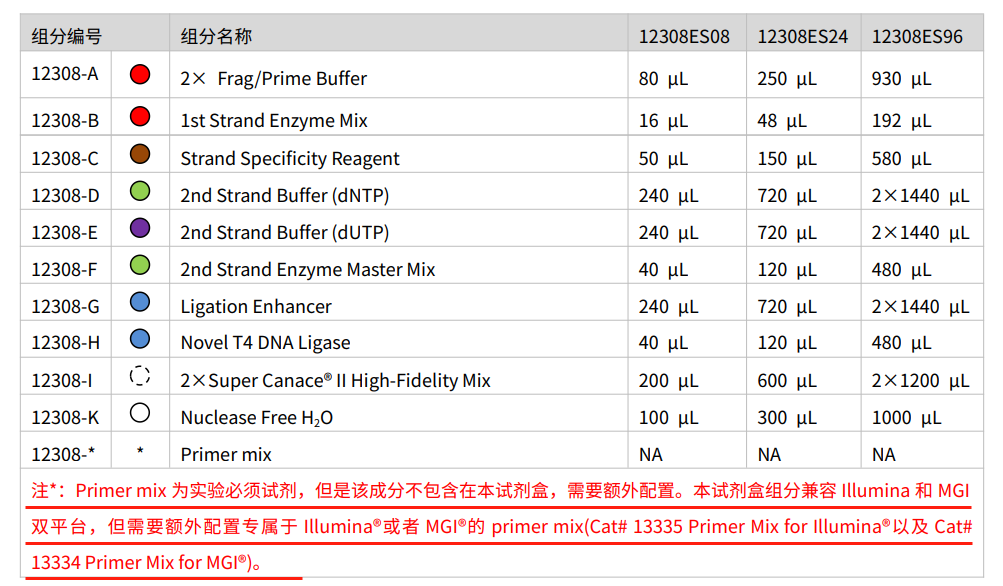 组分编号 组分名称 12308ES08 12308ES24 12308ES96
12308-A 2× Frag/Prime Buffer 80 μL 250 μL 930 μL
12308-B 1st Strand Enzyme Mix 16 μL 48 μL 192 μL
12308-C Strand Specificity Reagent 50 μL 150 μL 580 μL
12308-D 2nd Strand Buffer (dNTP) 240 μL 720 μL 2×1440 μL
12308-E 2nd Strand Buffer (dUTP) 240 μL 720 μL 2×1440 μL
12308-F 2nd Strand Enzyme Master Mix 40 μL 120 μL 480 μL
12308-G Ligation Enhancer 240 μL 720 μL 2×1440 μL
12308-H Novel T4 DNA Ligase 40 μL 120 μL 480 μL
12308-I 2×Super Canace® II High-Fidelity Mix 200 μL 600 μL 2×1200 μL
12308-K Nuclease Free H₂O 100 μL 300 μL 1000 μL
12308-* * Primer mix NA NA NA
注*：Primer mix 为实验必须试剂，但是该成分不包含在本试剂盒，需要额外配置。本试剂盒组分兼容 Illumina 和 MGI
双平台，但需要额外配置专属于 Illumina®或者 MGI®的 primer mix(Cat# 13335 Primer Mix for Illumina®以及 Cat#
13334 Primer Mix for MGI®)。